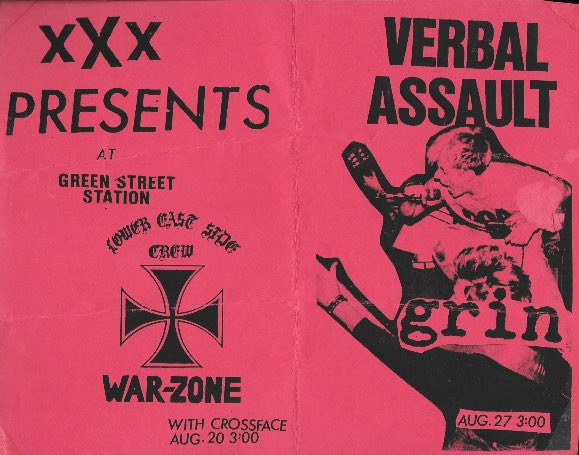 xXx
PRESENTS
AT
GREEN STREET
STATION
LOWER EAST SIDE
CREW
WAR-ZONE
WITH CROSSFACE
AUG. 20 3:00
VERBAL
ASSAULT
grin
AUG. 27 3:00